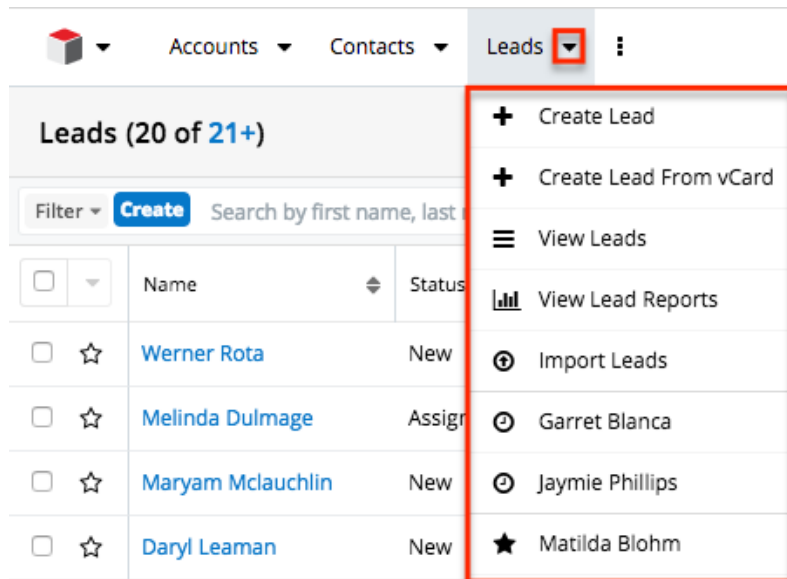 Accounts Contacts Leads
Leads (20 of 21+)
Filter Create Search by first name, last
Name Status
Werner Rota New
Melinda Dulmage Assigr
Maryam Mclauchlin New
Daryl Leaman New
Create Lead
Create Lead From vCard
View Leads
View Lead Reports
Import Leads
Garret Blanca
Jaymie Phillips
Matilda Blohm